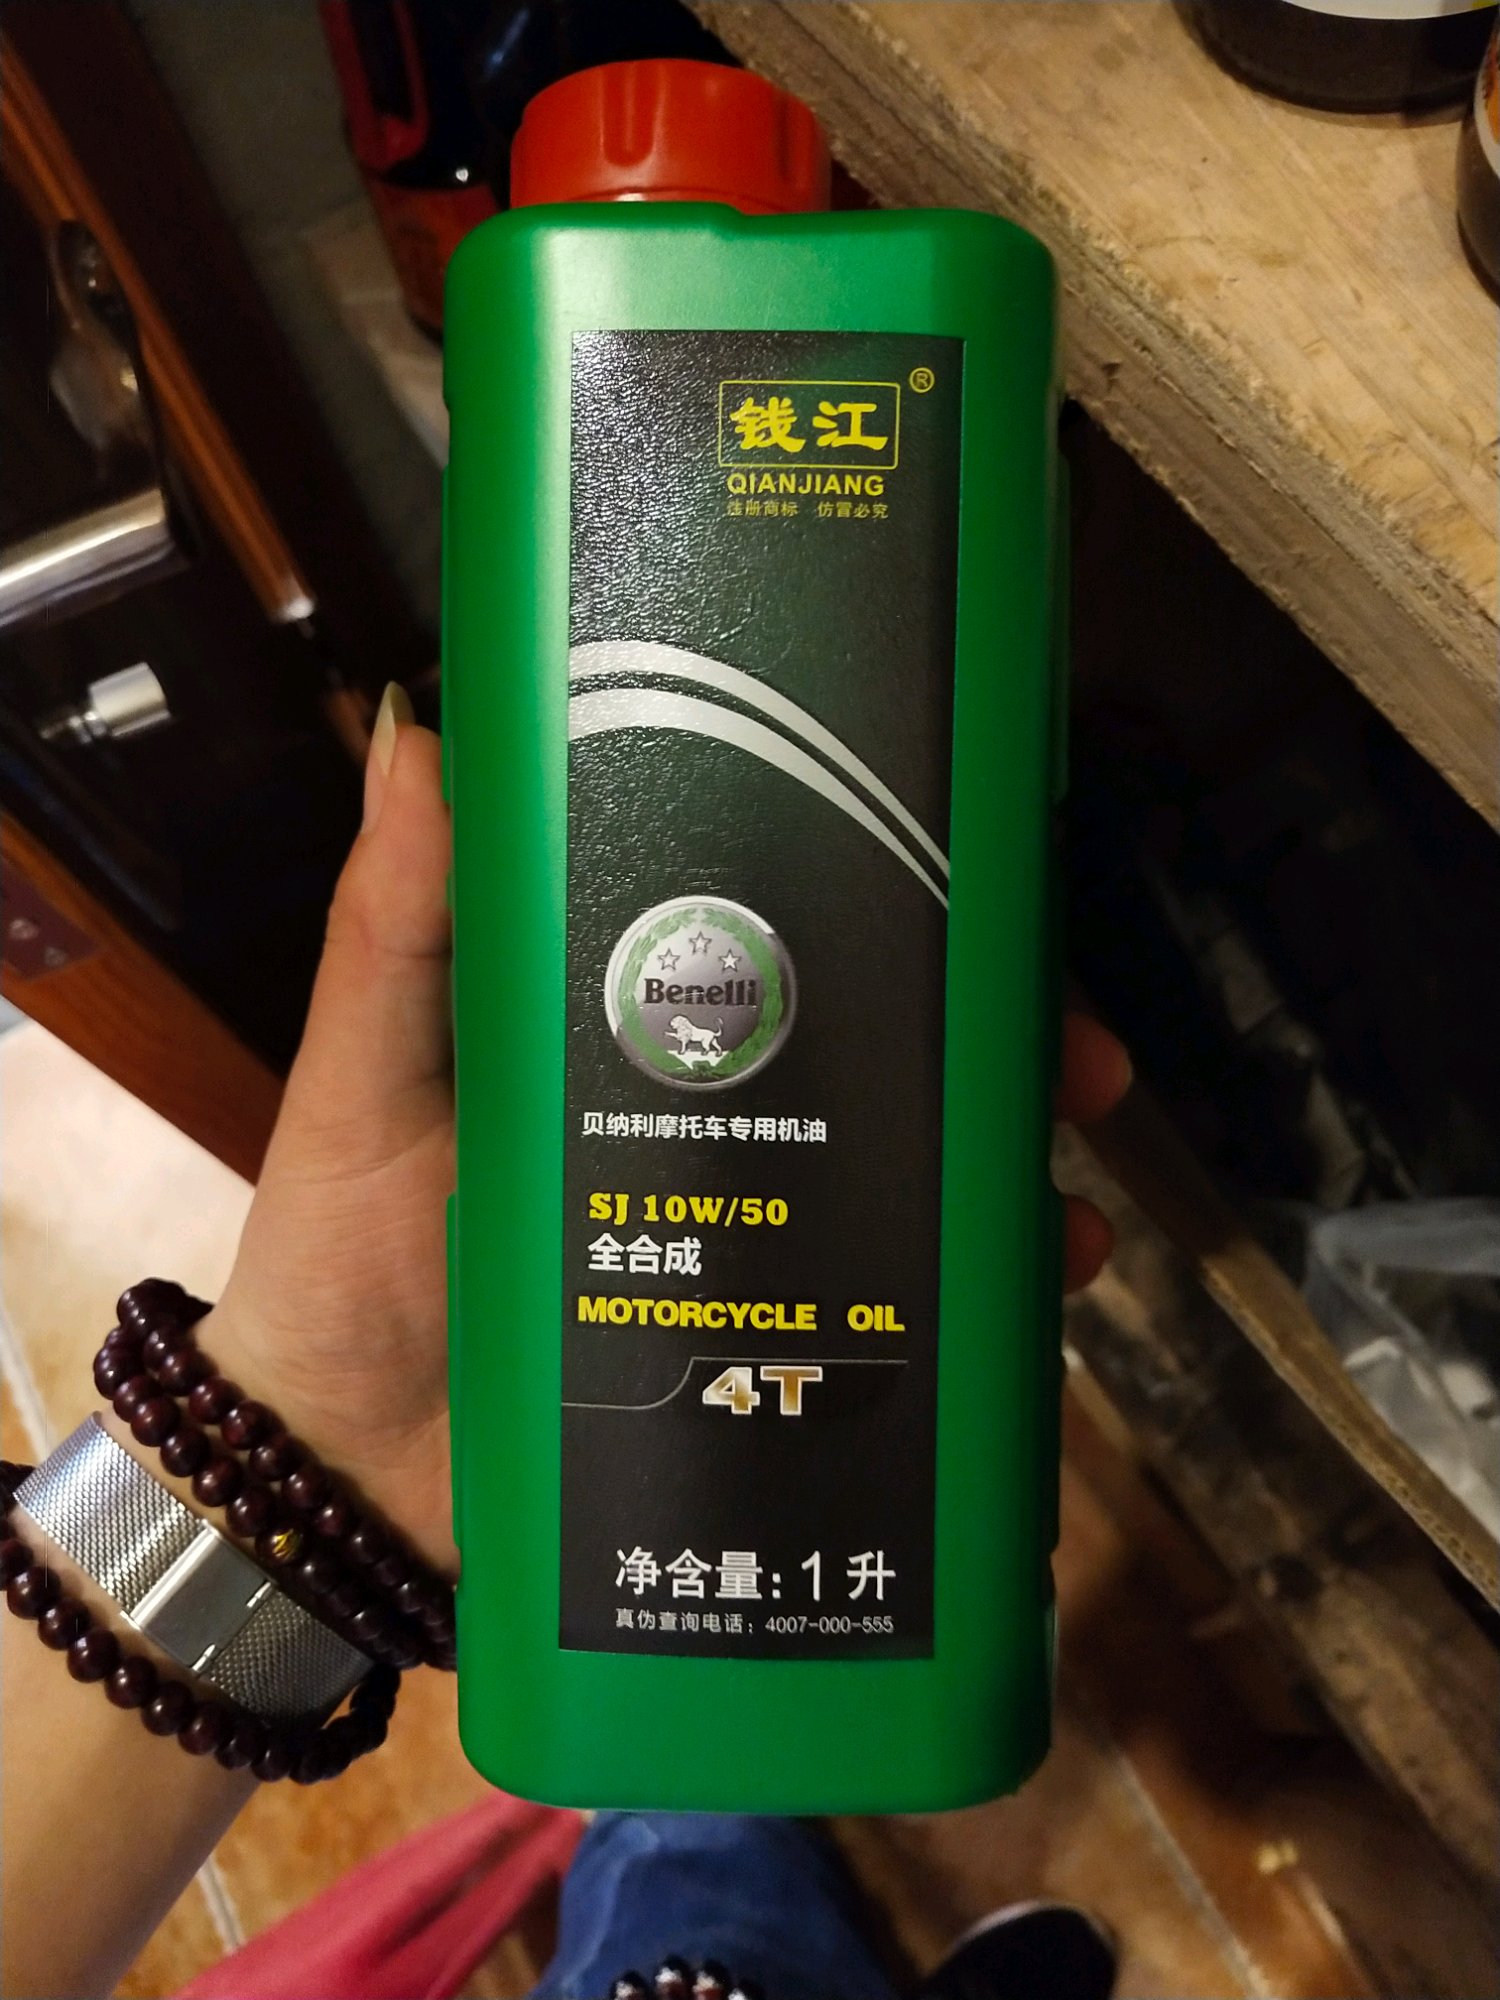 钱江
®
QIANJIANG
注册商标 仿冒必究
Benelli
贝纳利摩托车专用机油
SJ 10W/50
全合成
MOTORCYCLE OIL
4T
净含量: 1 升
真伪查询电话: 4007-000-555